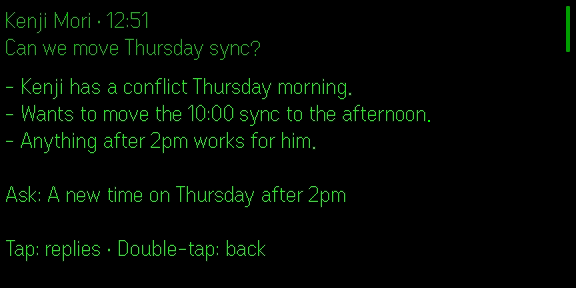 Kenji Mori · 12:51
Can we move Thursday sync?
- Kenji has a conflict Thursday morning.
- Wants to move the 10:00 sync to the afternoon.
- Anything after 2pm works for him.
Ask: A new time on Thursday after 2pm
Tap: replies · Double-tap: back